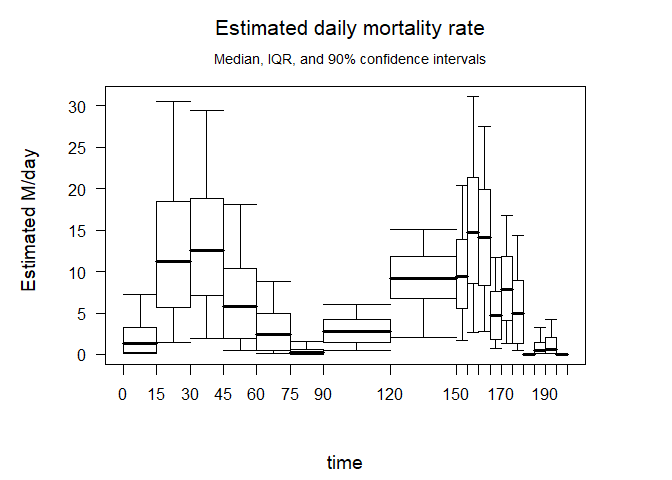 Estimated daily mortality rate
Median, IQR, and 90% confidence intervals
Estimated M/day
30
25
20
15
10
5
0
0 15 30 45 60 75 90 120 150 170 190
time